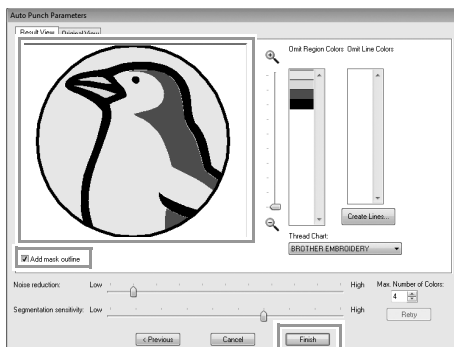 Auto Punch Parameters
Result View Original View
Omit Region Colors Omit Line Colors
Create Lines...
Thread Chart:
BROTHER EMBROIDERY
Add mask outline
Noise reduction: Low High Max. Number of Colors:
4
Segmentation sensitivity: Low High Retry
< Previous Cancel Finish